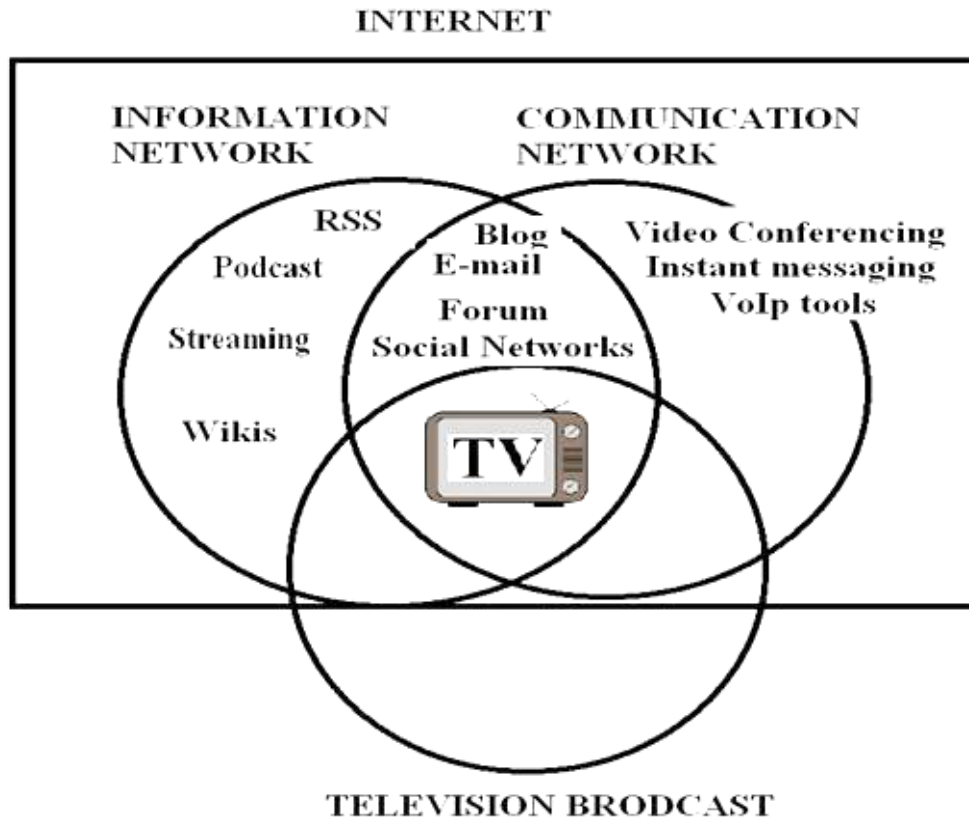 INTERNET
INFORMATION
NETWORK
COMMUNICATION
NETWORK
RSS
Podcast
Streaming
Wikis
Blog
E-mail
Forum
Social Networks
Video Conferencing
Instant messaging
VoIp tools
TV
TELEVISION BRODCAST